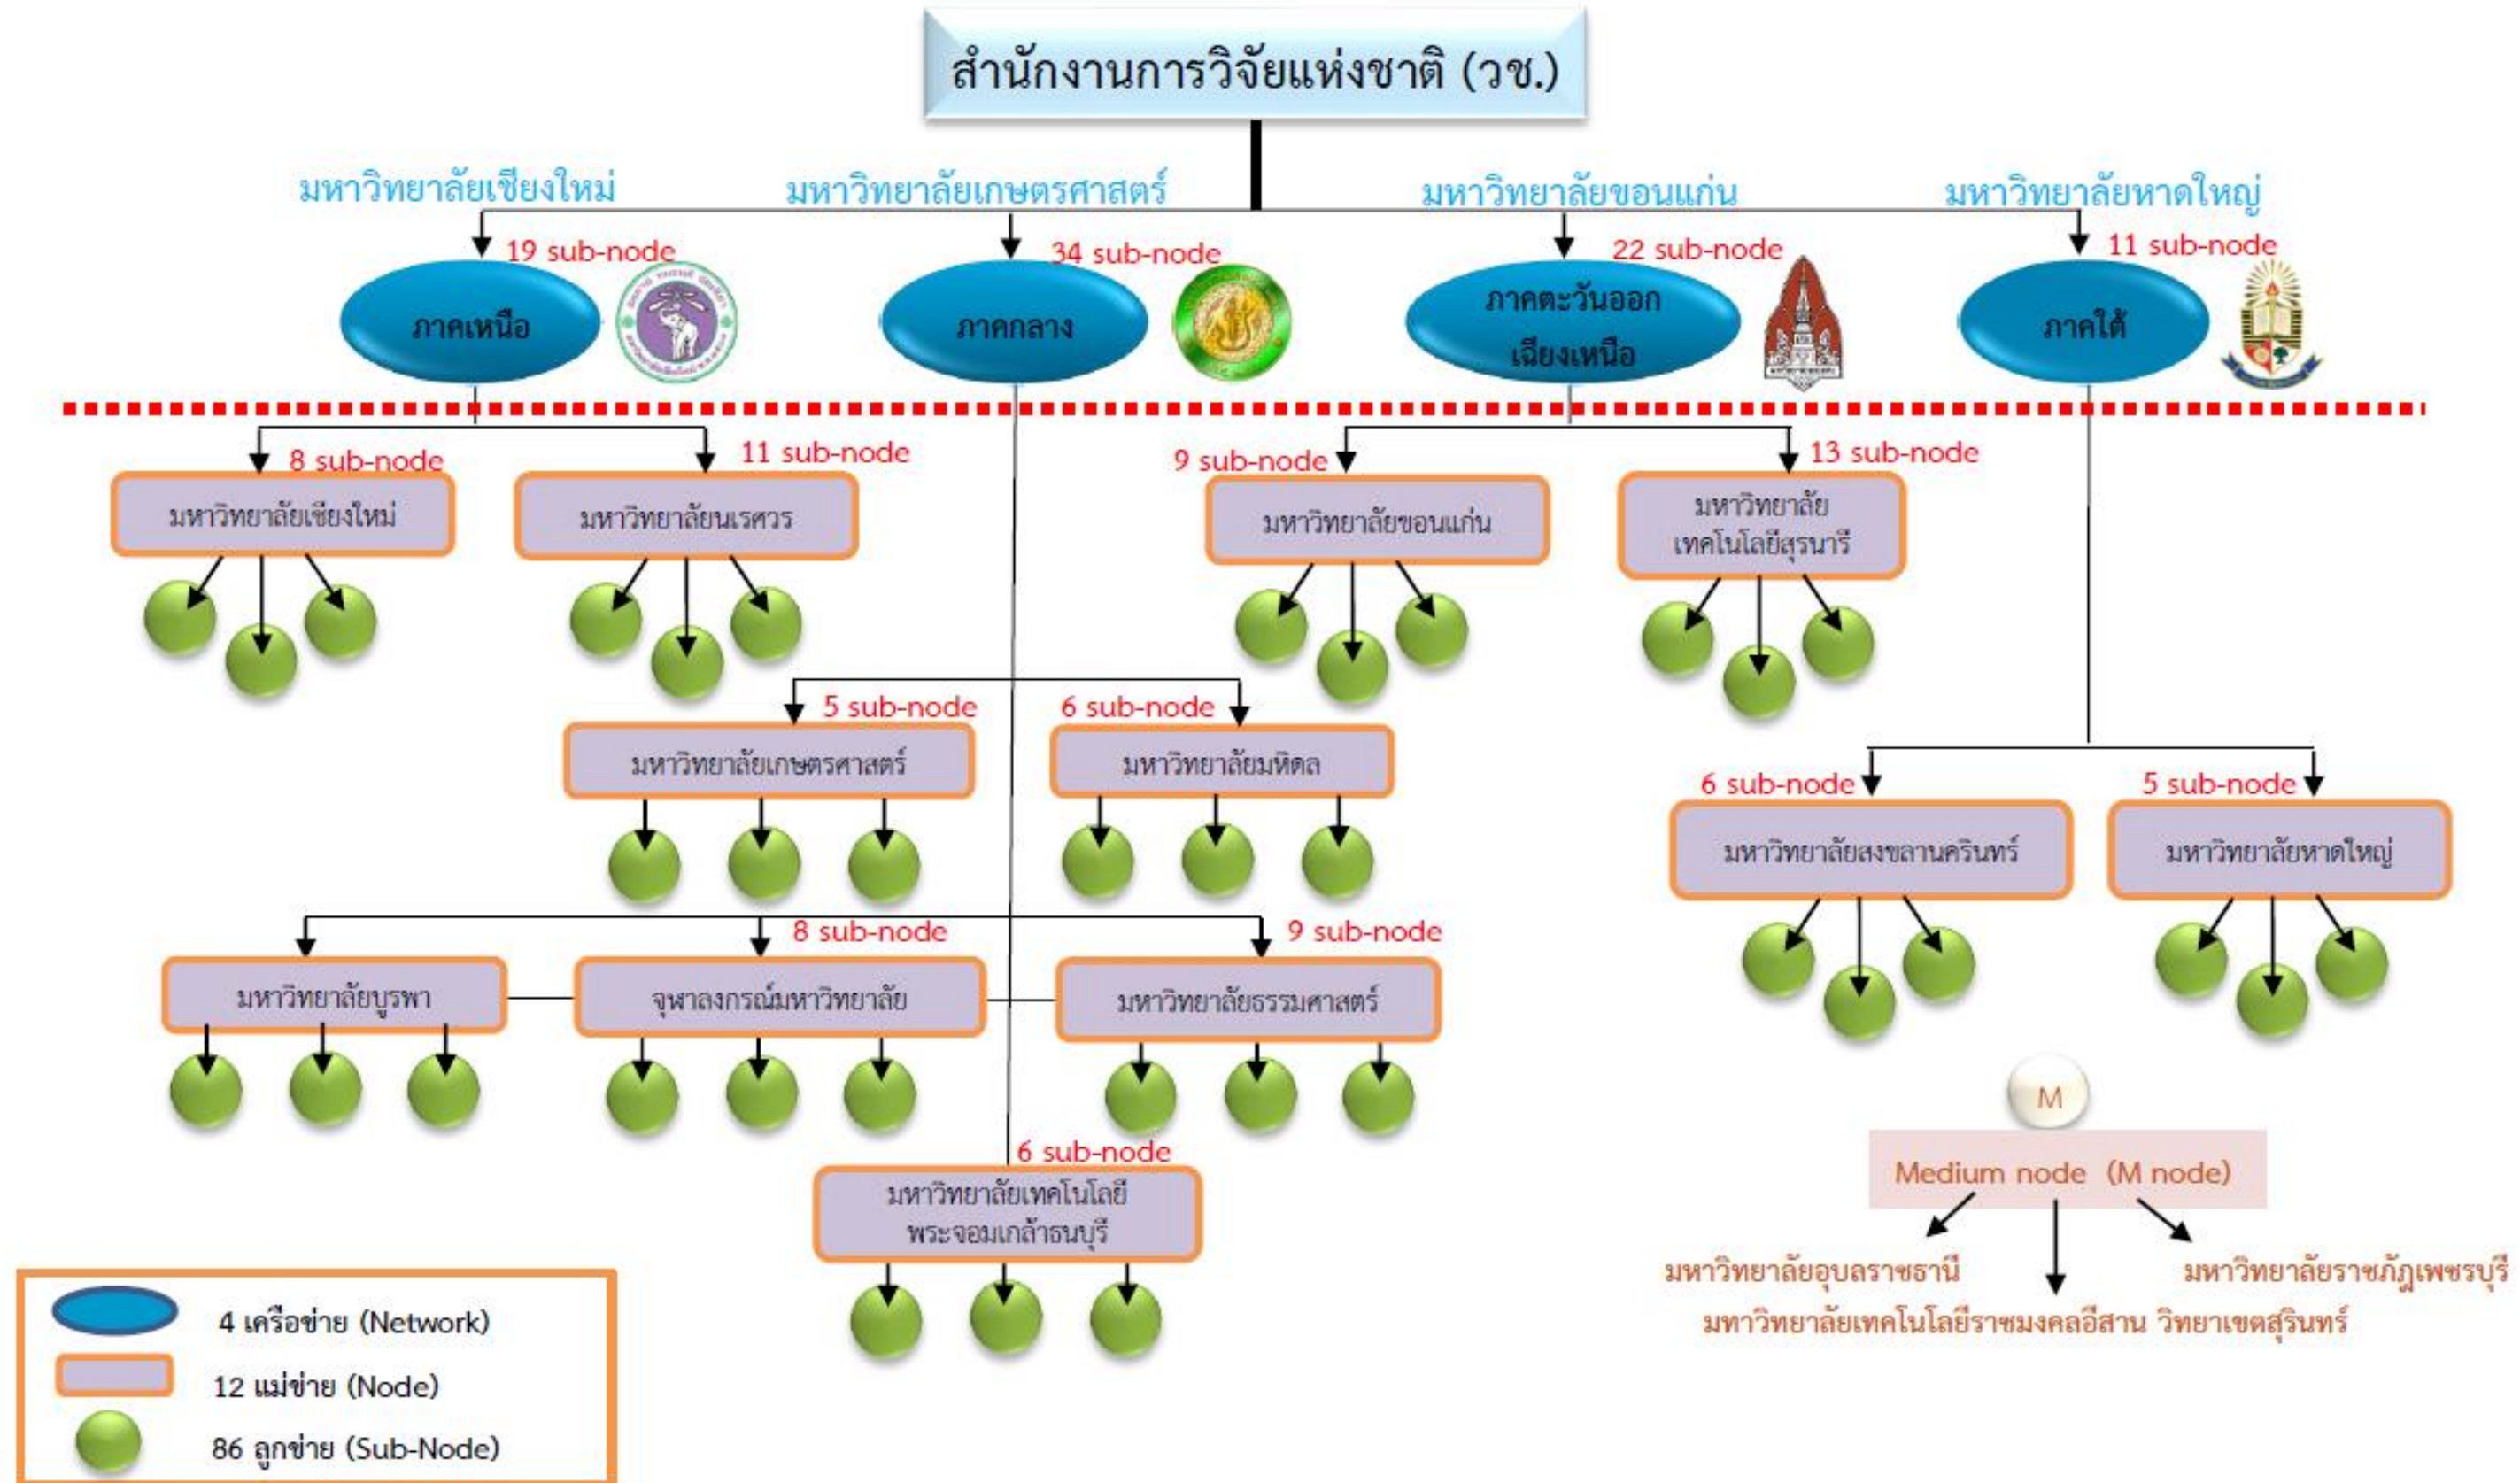 สำนักงานการวิจัยแห่งชาติ (วช.)
มหาวิทยาลัยเชียงใหม่
มหาวิทยาลัยเกษตรศาสตร์
มหาวิทยาลัยขอนแก่น
มหาวิทยาลัยหาดใหญ่
19 sub-node
34 sub-node
22 sub-node
11 sub-node
ภาคเหนือ
ภาคกลาง
ภาคตะวันออก
เฉียงเหนือ
ภาคใต้
8 sub-node
11 sub-node
9 sub-node
13 sub-node
มหาวิทยาลัยเชียงใหม่
มหาวิทยาลัยนเรศวร
มหาวิทยาลัยขอนแก่น
มหาวิทยาลัย
เทคโนโลยีสุรนารี
5 sub-node
6 sub-node
มหาวิทยาลัยเกษตรศาสตร์
มหาวิทยาลัยมหิดล
6 sub-node
5 sub-node
มหาวิทยาลัยสงขลานครินทร์
มหาวิทยาลัยหาดใหญ่
8 sub-node
9 sub-node
มหาวิทยาลัยบูรพา
จุฬาลงกรณ์มหาวิทยาลัย
มหาวิทยาลัยธรรมศาสตร์
6 sub-node
มหาวิทยาลัยเทคโนโลยี
พระจอมเกล้าธนบุรี
M
Medium node (M node)
มหาวิทยาลัยอุบลราชธานี
มหาวิทยาลัยราชภัฏเพชรบุรี
มทาวิทยาลัยเทคโนโลยีราชมงคลอีสาน วิทยาเขตสุรินทร์
4 เครือข่าย (Network)
12 แม่ข่าย (Node)
86 ลูกข่าย (Sub-Node)